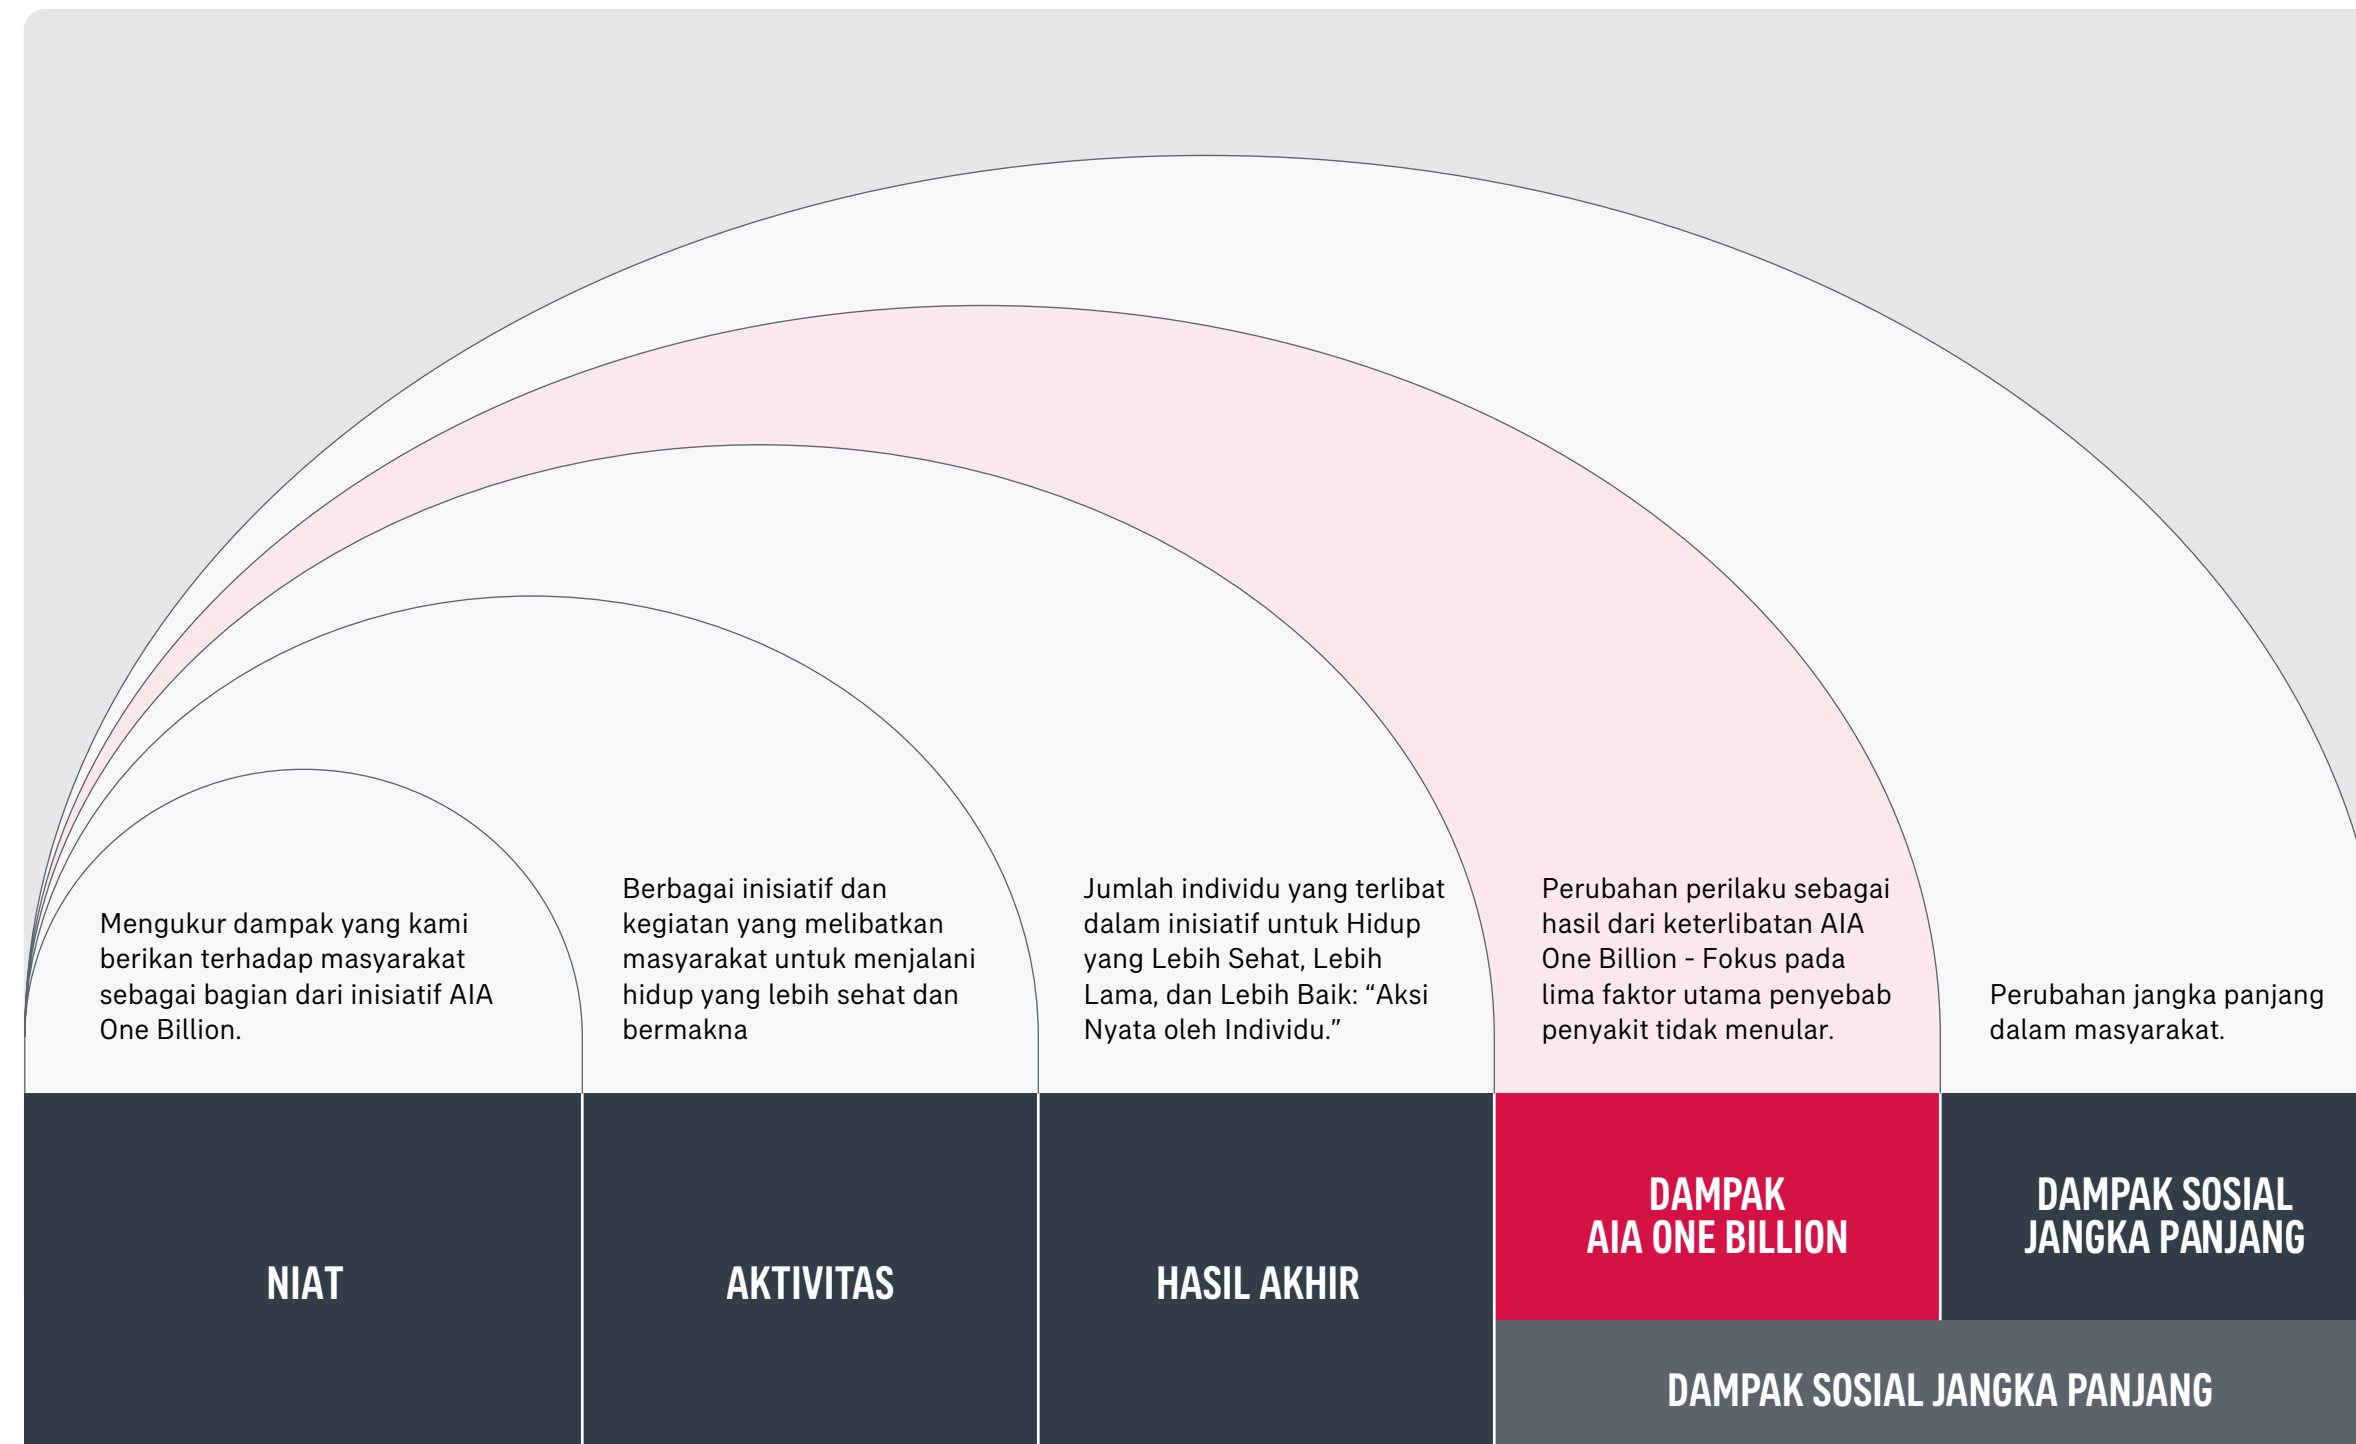 Mengukur dampak yang kami
berikan terhadap masyarakat
sebagai bagian dari inisiatif AIA
One Billion.
Berbagai inisiatif dan
kegiatan yang melibatkan
masyarakat untuk menjalani
hidup yang lebih sehat dan
bermakna
Jumlah individu yang terlibat
dalam inisiatif untuk Hidup
yang Lebih Sehat, Lebih
Lama, dan Lebih Baik: “Aksi
Nyata oleh Individu.”
Perubahan perilaku sebagai
hasil dari keterlibatan AIA
One Billion - Fokus pada
lima faktor utama penyebab
penyakit tidak menular.
Perubahan jangka panjang
dalam masyarakat.
NIAT
AKTIVITAS
HASIL AKHIR
DAMPAK
AIA ONE BILLION
DAMPAK SOSIAL
JANGKA PANJANG
DAMPAK SOSIAL JANGKA PANJANG